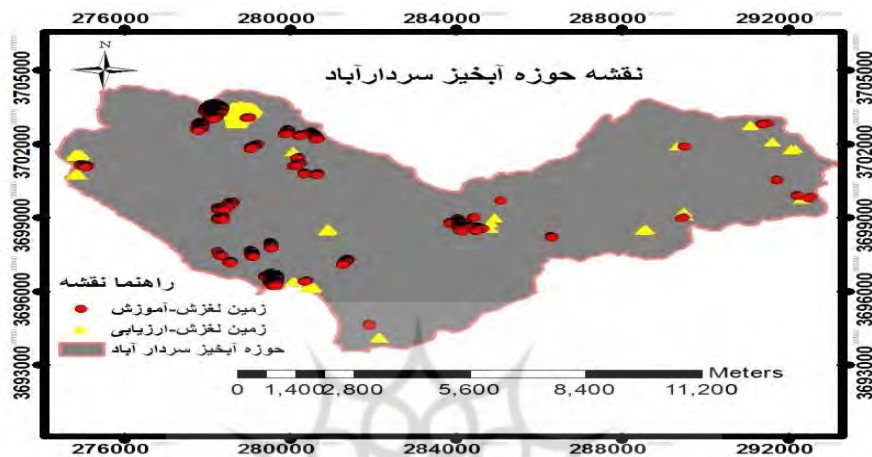 276000 280000 284000 288000 292000
N
نقشه حوزه آبخیز سردارآباد
3705000 3705000
3702000 3702000
3699000 3699000
3696000 3696000
3693000 3693000
راهنما نقشه
زمین لغزش-آموزش
زمین لغزش-ارزیابی
حوزه آبخیز سردار آباد
Meters
0 1,400 2,800 5,600 8,400 11,200
276000 280000 284000 288000 292000